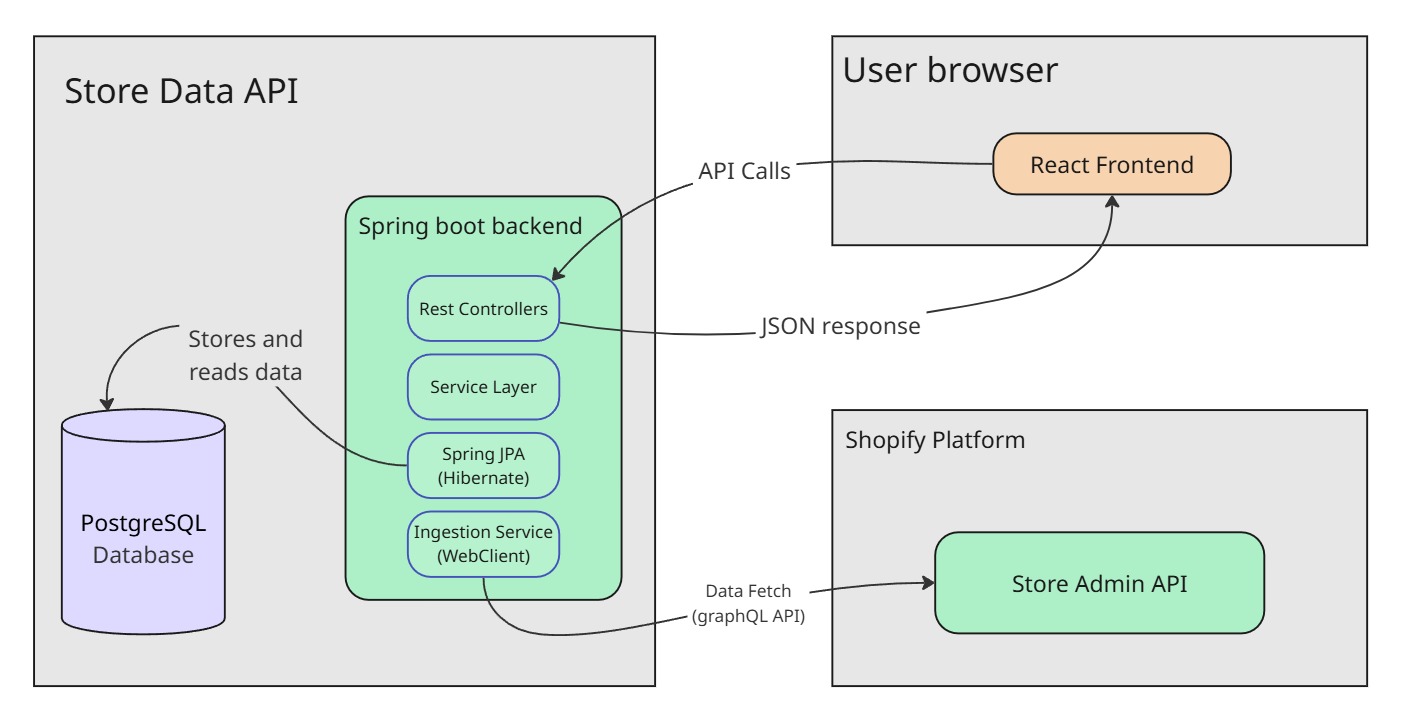 Store Data API
Spring boot backend
Rest Controllers
Service Layer
Spring JPA
(Hibernate)
Ingestion Service
(WebClient)
Stores and
reads data
PostgreSQL
Database
API Calls
JSON response
Data Fetch
(graphQL API)
User browser
React Frontend
Shopify Platform
Store Admin API